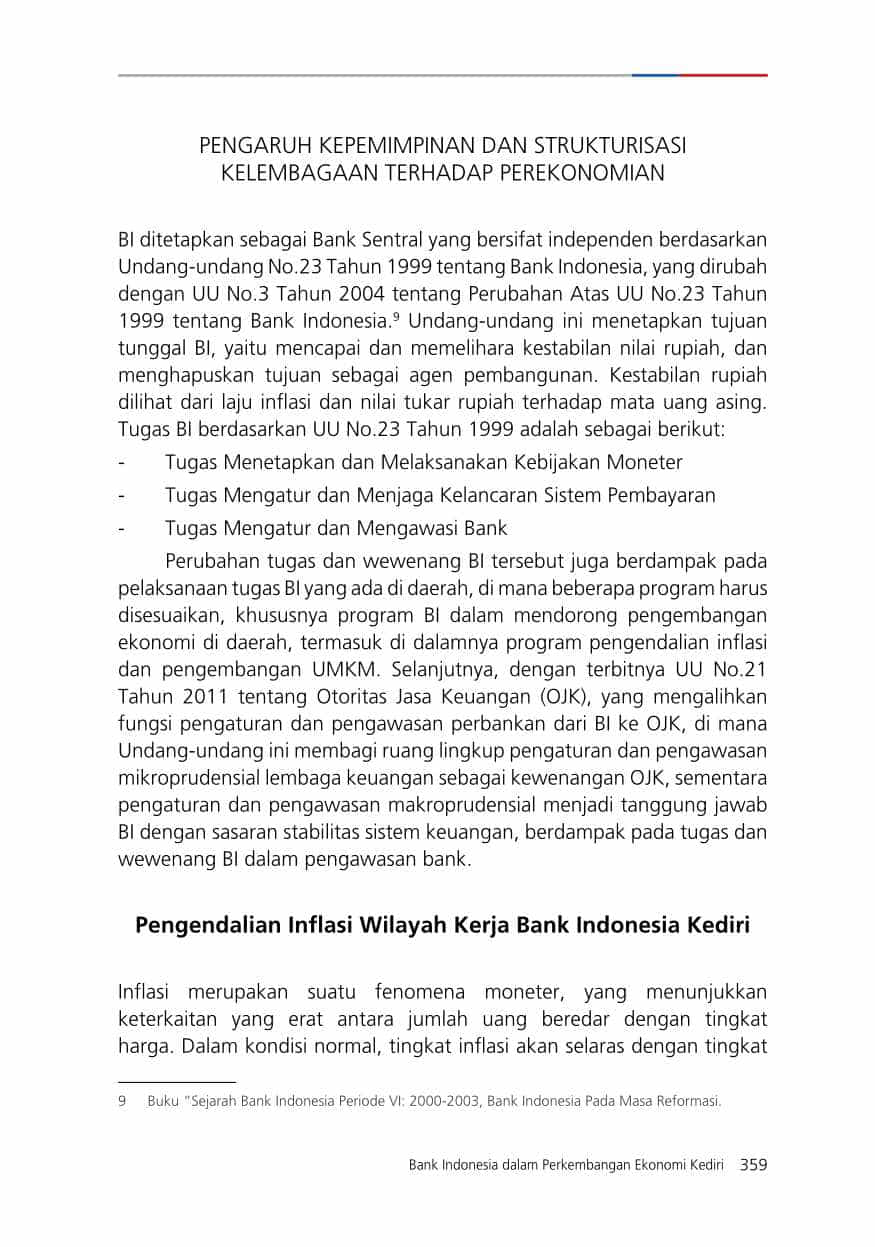 PENGARUH KEPEMIMPINAN DAN STRUKTURISASI
KELEMBAGAAN TERHADAP PEREKONOMIAN
BI ditetapkan sebagai Bank Sentral yang bersifat independen berdasarkan
Undang-undang No.23 Tahun 1999 tentang Bank Indonesia, yang dirubah
dengan UU No.3 Tahun 2004 tentang Perubahan Atas UU No.23 Tahun
1999 tentang Bank Indonesia.⁹ Undang-undang ini menetapkan tujuan
tunggal BI, yaitu mencapai dan memelihara kestabilan nilai rupiah, dan
menghapuskan tujuan sebagai agen pembangunan. Kestabilan rupiah
dilihat dari laju inflasi dan nilai tukar rupiah terhadap mata uang asing.
Tugas BI berdasarkan UU No.23 Tahun 1999 adalah sebagai berikut:
- Tugas Menetapkan dan Melaksanakan Kebijakan Moneter
- Tugas Mengatur dan Menjaga Kelancaran Sistem Pembayaran
- Tugas Mengatur dan Mengawasi Bank
Perubahan tugas dan wewenang BI tersebut juga berdampak pada
pelaksanaan tugas BI yang ada di daerah, di mana beberapa program harus
disesuaikan, khususnya program BI dalam mendorong pengembangan
ekonomi di daerah, termasuk di dalamnya program pengendalian inflasi
dan pengembangan UMKM. Selanjutnya, dengan terbitnya UU No.21
Tahun 2011 tentang Otoritas Jasa Keuangan (OJK), yang mengalihkan
fungsi pengaturan dan pengawasan perbankan dari BI ke OJK, di mana
Undang-undang ini membagi ruang lingkup pengaturan dan pengawasan
mikroprudensial lembaga keuangan sebagai kewenangan OJK, sementara
pengaturan dan pengawasan makroprudensial menjadi tanggung jawab
BI dengan sasaran stabilitas sistem keuangan, berdampak pada tugas dan
wewenang BI dalam pengawasan bank.
Pengendalian Inflasi Wilayah Kerja Bank Indonesia Kediri
Inflasi merupakan suatu fenomena moneter, yang menunjukkan
keterkaitan yang erat antara jumlah uang beredar dengan tingkat
harga. Dalam kondisi normal, tingkat inflasi akan selaras dengan tingkat
9 Buku "Sejarah Bank Indonesia Periode VI: 2000-2003, Bank Indonesia Pada Masa Reformasi.
Bank Indonesia dalam Perkembangan Ekonomi Kediri 359